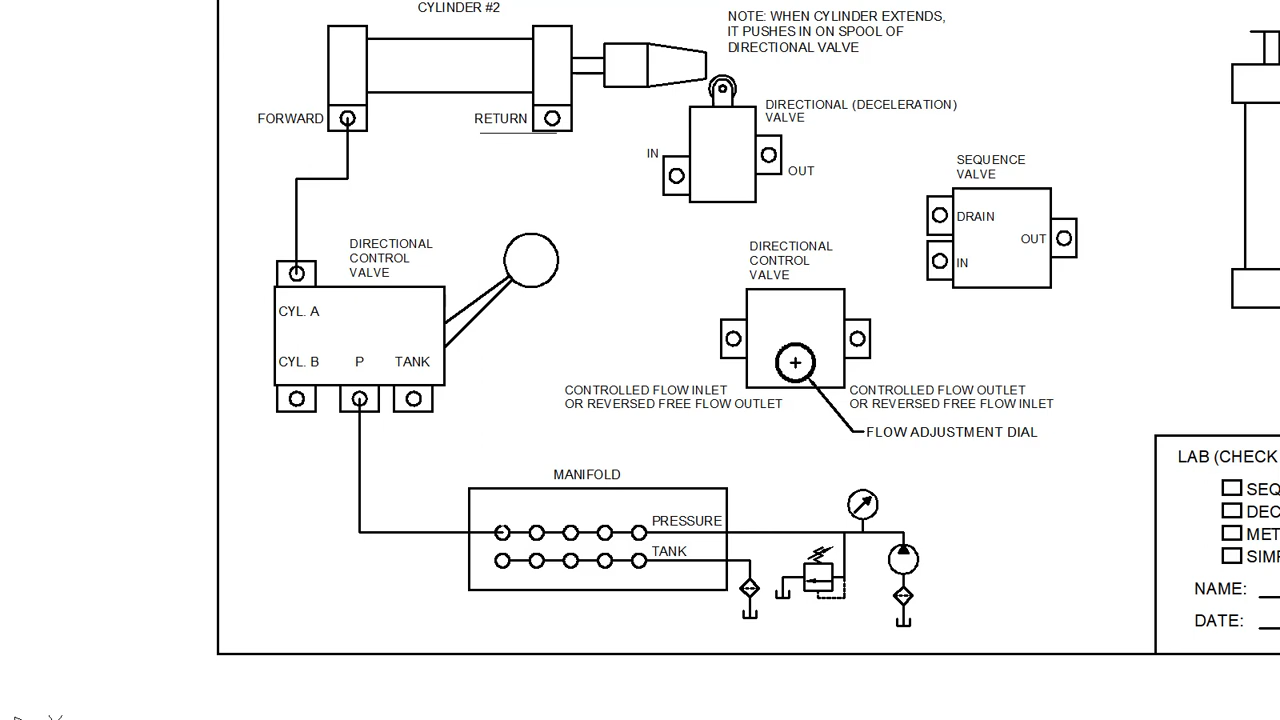 CYLINDER #2
NOTE: WHEN CYLINDER EXTENDS,
IT PUSHES IN ON SPOOL OF
DIRECTIONAL VALVE
FORWARD
RETURN
DIRECTIONAL (DECELERATION)
VALVE
IN
OUT
SEQUENCE
VALVE
DRAIN
OUT
IN
DIRECTIONAL
CONTROL
VALVE
DIRECTIONAL
CONTROL
VALVE
CYL. A
CYL. B
P
TANK
CONTROLLED FLOW INLET
OR REVERSED FREE FLOW OUTLET
CONTROLLED FLOW OUTLET
OR REVERSED FREE FLOW INLET
FLOW ADJUSTMENT DIAL
MANIFOLD
PRESSURE
TANK
LAB (CHECK
SEQ
DEC
MET
SIMP
NAME:
DATE: